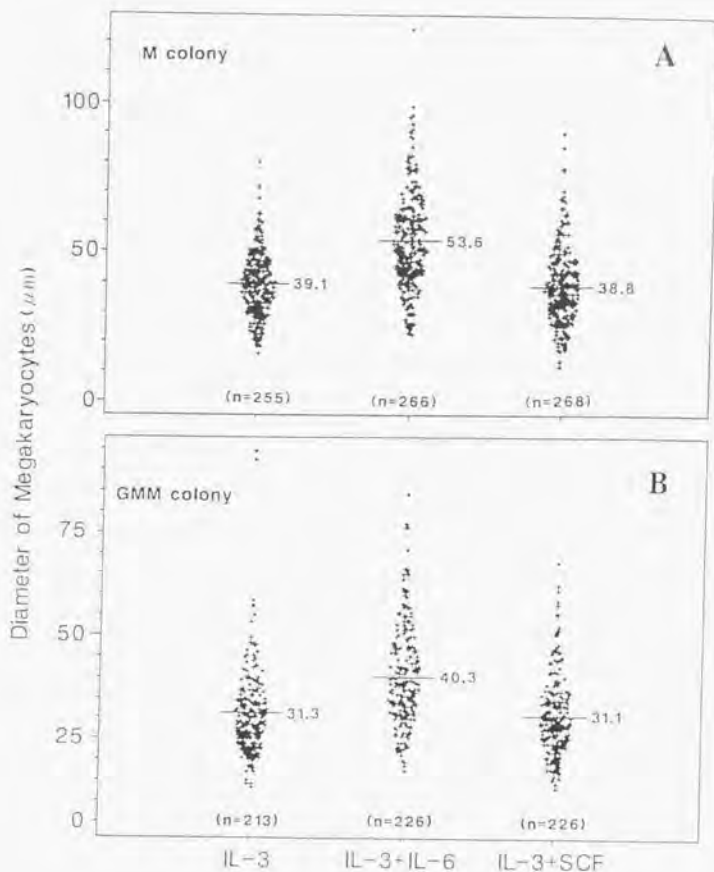 M colony
A
100
50
0
39.1
53.6
38.8
(n=255)
(n=266)
(n=268)
Diameter of Megakaryocytes (μm)
GMM colony
B
75
50
25
0
31.3
40.3
31.1
(n=213)
(n=226)
(n=226)
IL-3
IL-3+IL-6
IL-3+SCF